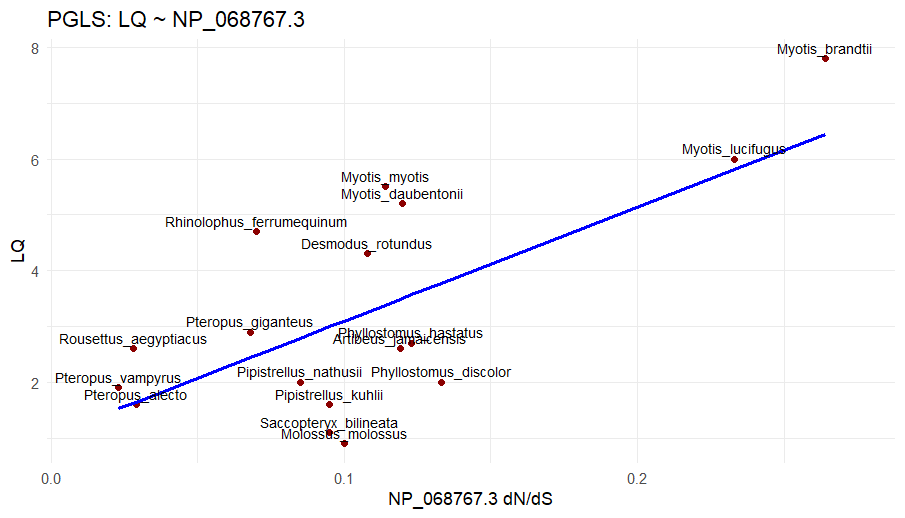 PGLS: LQ ~ NP_068767.3
8
Myotis_brandtii
6
Myotis_lucifugus
Myotis_myotis
Myotis_daubentonii
Rhinolophus_ferrumequinum
Desmodus_rotundus
LQ
4
Pteropus_giganteus
Phyllostomus_hastatus
Rousettus_aegyptiacus
Artibeus_jamaicensis
Pipistrellus_nathusii
Phyllostomus_discolor
Pteropus_vampyrus
2
Pteropus_alecto
Pipistrellus_kuhlii
Saccopteryx_bilineata
Molossus_molossus
0.0 0.1 0.2
NP_068767.3 dN/dS